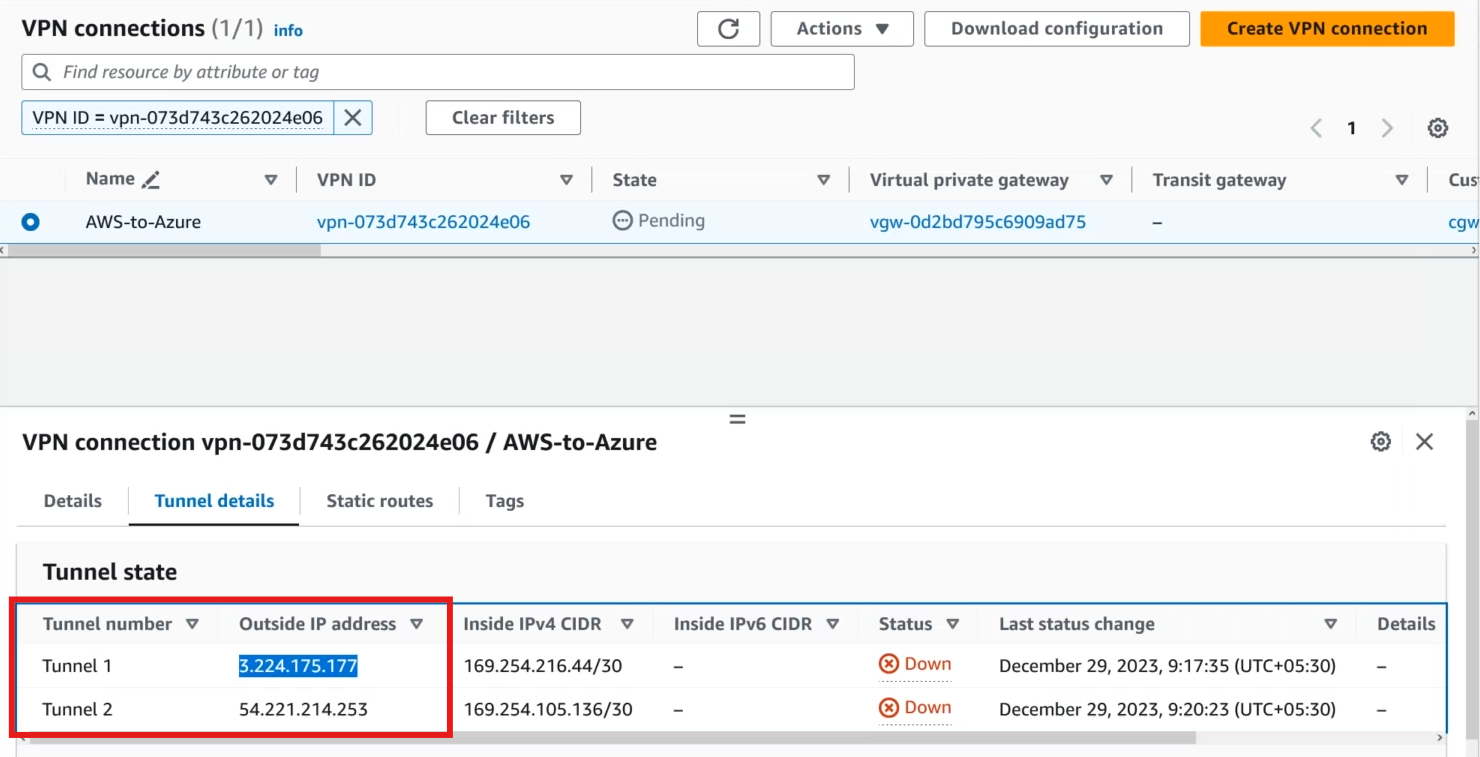 VPN connections (1/1) info
Actions
Download configuration
Create VPN connection
Find resource by attribute or tag
VPN ID = vpn-073d743c262024e06
Clear filters
1
Name VPN ID State Virtual private gateway Transit gateway Cus
AWS-to-Azure vpn-073d743c262024e06 Pending vgw-0d2bd795c6909ad75 – cgw
VPN connection vpn-073d743c262024e06 / AWS-to-Azure
Details Tunnel details Static routes Tags
Tunnel state
Tunnel number Outside IP address Inside IPv4 CIDR Inside IPv6 CIDR Status Last status change Details
Tunnel 1 3.224.175.177 169.254.216.44/30 – Down December 29, 2023, 9:17:35 (UTC+05:30) –
Tunnel 2 54.221.214.253 169.254.105.136/30 – Down December 29, 2023, 9:20:23 (UTC+05:30) –